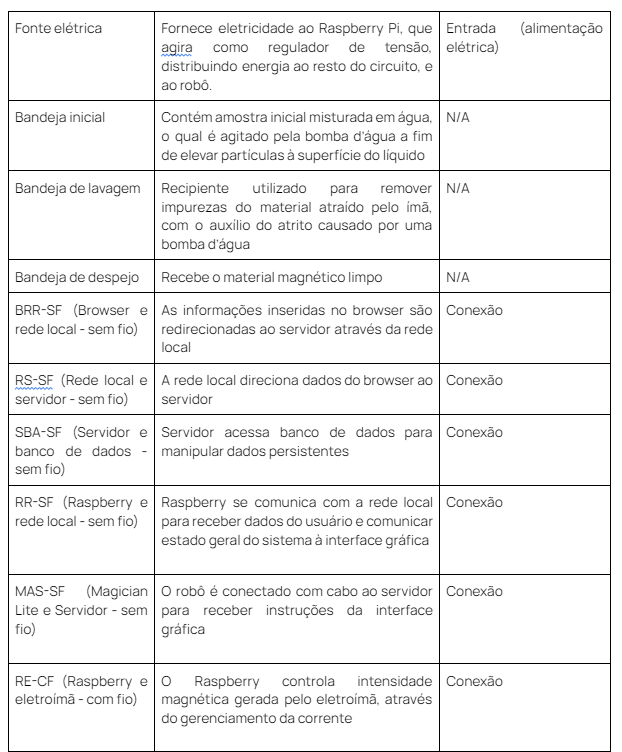 Fonte elétrica
Fornece eletricidade ao Raspberry Pi, que
agira como regulador de tensão,
distribuindo energia ao resto do circuito, e
ao robô.
Entrada (alimentação
elétrica)
Bandeja inicial
Contém amostra inicial misturada em água,
o qual é agitado pela bomba d'água a fim
de elevar partículas à superfície do líquido
N/A
Bandeja de lavagem
Recipiente utilizado para remover
impurezas do material atraído pelo ímã,
com o auxílio do atrito causado por uma
bomba d'água
N/A
Bandeja de despejo
Recebe o material magnético limpo
N/A
BRR-SF (Browser e
rede local - sem fio)
As informações inseridas no browser são
redirecionadas ao servidor através da rede
local
Conexão
RS-SF (Rede local e
servidor - sem fio)
A rede local direciona dados do browser ao
servidor
Conexão
SBA-SF (Servidor e
banco de dados -
sem fio)
Servidor acessa banco de dados para
manipular dados persistentes
Conexão
RR-SF (Raspberry e
rede local - sem fio)
Raspberry se comunica com a rede local
para receber dados do usuário e comunicar
estado geral do sistema à interface gráfica
Conexão
MAS-SF (Magician
Lite e Servidor - sem
fio)
O robô é conectado com cabo ao servidor
para receber instruções da interface
gráfica
Conexão
RE-CF (Raspberry e
eletroímã - com fio)
O Raspberry controla intensidade
magnética gerada pelo eletroímã, através
do gerenciamento da corrente
Conexão